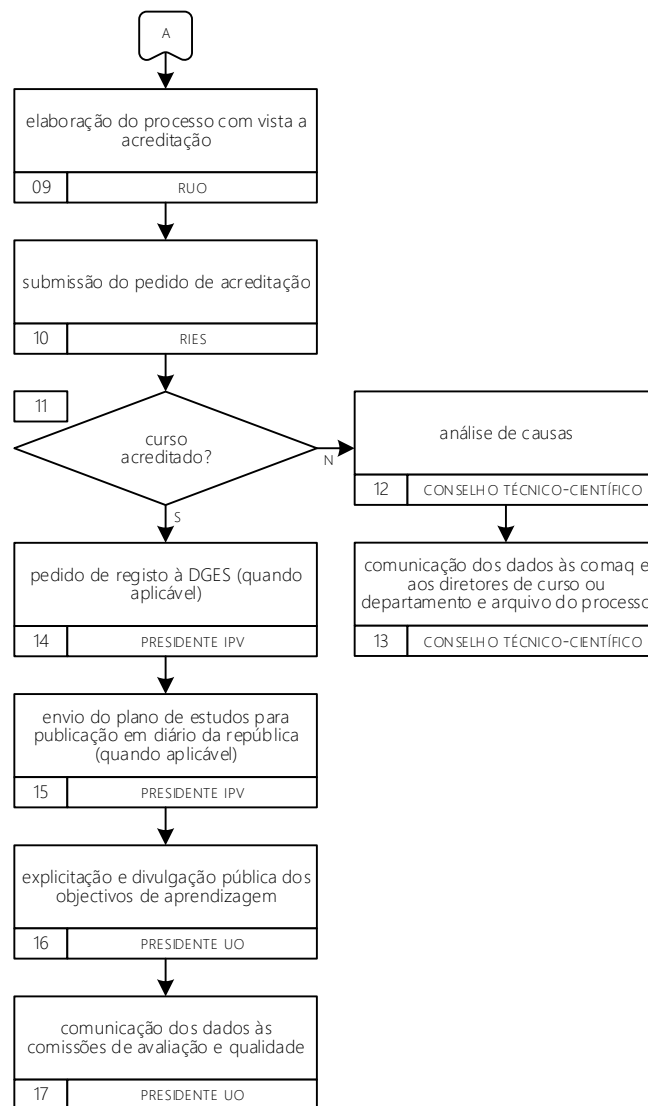 A
elaboração do processo com vista a
acreditação
09
RUO
submissão do pedido de acreditação
10
RIES
11
curso
acreditado?
N
S
análise de causas
12
CONSELHO TÉCNICO-CIENTÍFICO
comunicação dos dados às comaq e
aos diretores de curso ou
departamento e arquivo do processo
13
CONSELHO TÉCNICO-CIENTÍFICO
pedido de registo à DGES (quando
aplicável)
14
PRESIDENTE IPV
envio do plano de estudos para
publicação em diário da república
(quando aplicável)
15
PRESIDENTE IPV
explicitação e divulgação pública dos
objectivos de aprendizagem
16
PRESIDENTE UO
comunicação dos dados às
comissões de avaliação e qualidade
17
PRESIDENTE UO